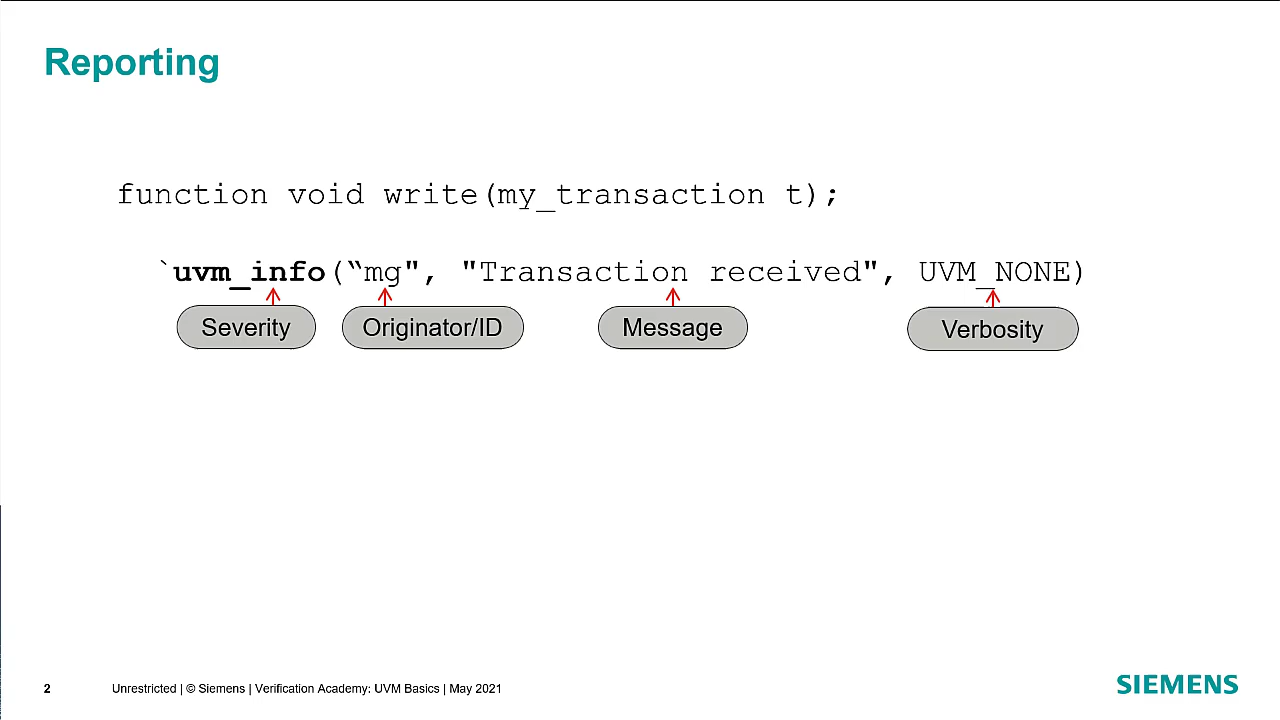 Reporting
function void write(my_transaction t);
`uvm_info(“mg", "Transaction received", UVM_NONE)
Severity Originator/ID Message Verbosity
2 Unrestricted | © Siemens | Verification Academy: UVM Basics | May 2021 SIEMENS